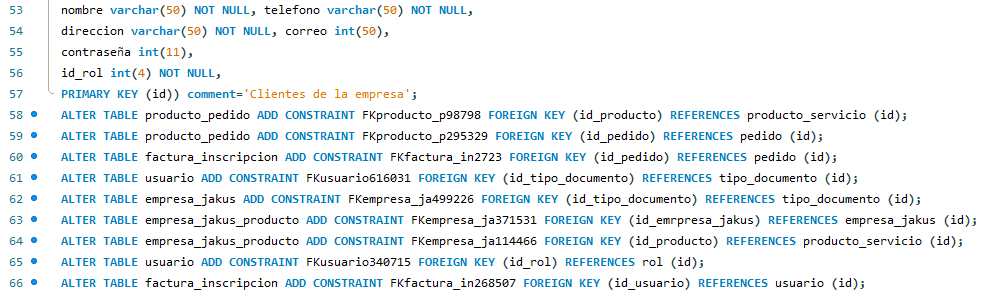 53 nombre varchar(50) NOT NULL, telefono varchar(50) NOT NULL,
54 direccion varchar(50) NOT NULL, correo int(50),
55 contraseña int(11),
56 id_rol int(4) NOT NULL,
57 PRIMARY KEY (id)) comment='Clientes de la empresa';
58 ALTER TABLE producto_pedido ADD CONSTRAINT FKproducto_p98798 FOREIGN KEY (id_producto) REFERENCES producto_servicio (id);
59 ALTER TABLE producto_pedido ADD CONSTRAINT FKproducto_p295329 FOREIGN KEY (id_pedido) REFERENCES pedido (id);
60 ALTER TABLE factura_inscripcion ADD CONSTRAINT FKfactura_in2723 FOREIGN KEY (id_pedido) REFERENCES pedido (id);
61 ALTER TABLE usuario ADD CONSTRAINT FKusuario616031 FOREIGN KEY (id_tipo_documento) REFERENCES tipo_documento (id);
62 ALTER TABLE empresa_jakus ADD CONSTRAINT FKempresa_ja499226 FOREIGN KEY (id_tipo_documento) REFERENCES tipo_documento (id);
63 ALTER TABLE empresa_jakus_producto ADD CONSTRAINT FKempresa_ja371531 FOREIGN KEY (id_emrpresa_jakus) REFERENCES empresa_jakus (id);
64 ALTER TABLE empresa_jakus_producto ADD CONSTRAINT FKempresa_ja114466 FOREIGN KEY (id_producto) REFERENCES producto_servicio (id);
65 ALTER TABLE usuario ADD CONSTRAINT FKusuario340715 FOREIGN KEY (id_rol) REFERENCES rol (id);
66 ALTER TABLE factura_inscripcion ADD CONSTRAINT FKfactura_in268507 FOREIGN KEY (id_usuario) REFERENCES usuario (id);